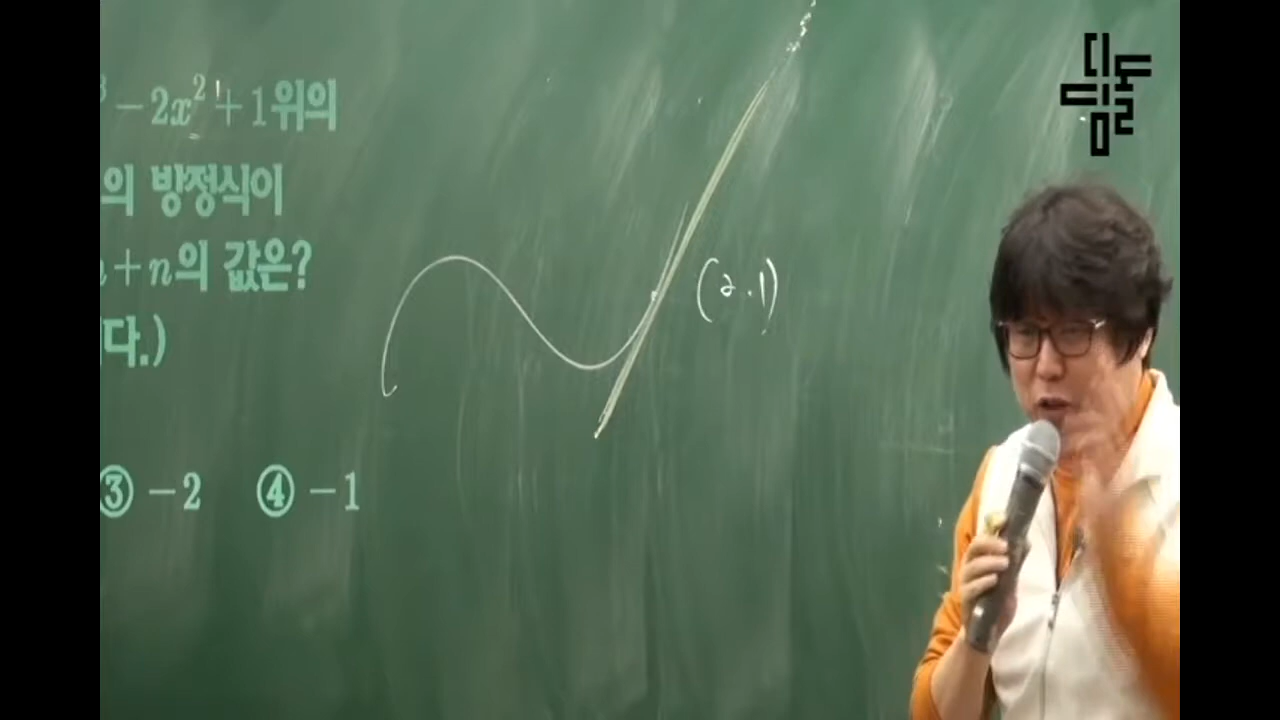 ³ − 2x² + 1 위의
의 방정식이
+ n의 값은?
다.)
③ −2 ④ −1
(2.1)
디딤돌